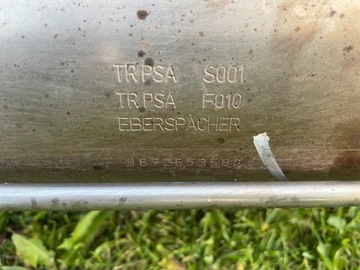 TR PSA S001
TR PSA F010
EBERSPÄCHER